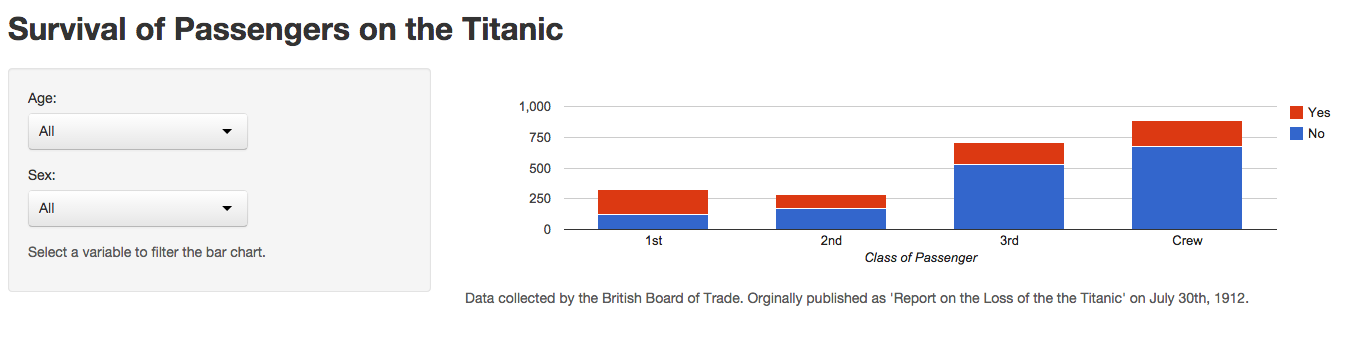 Survival of Passengers on the Titanic
Age:
All
Sex:
All
Select a variable to filter the bar chart.
1,000
750
500
250
0
1st 2nd 3rd Crew
Class of Passenger
Yes
No
Data collected by the British Board of Trade. Orginally published as 'Report on the Loss of the the Titanic' on July 30th, 1912.